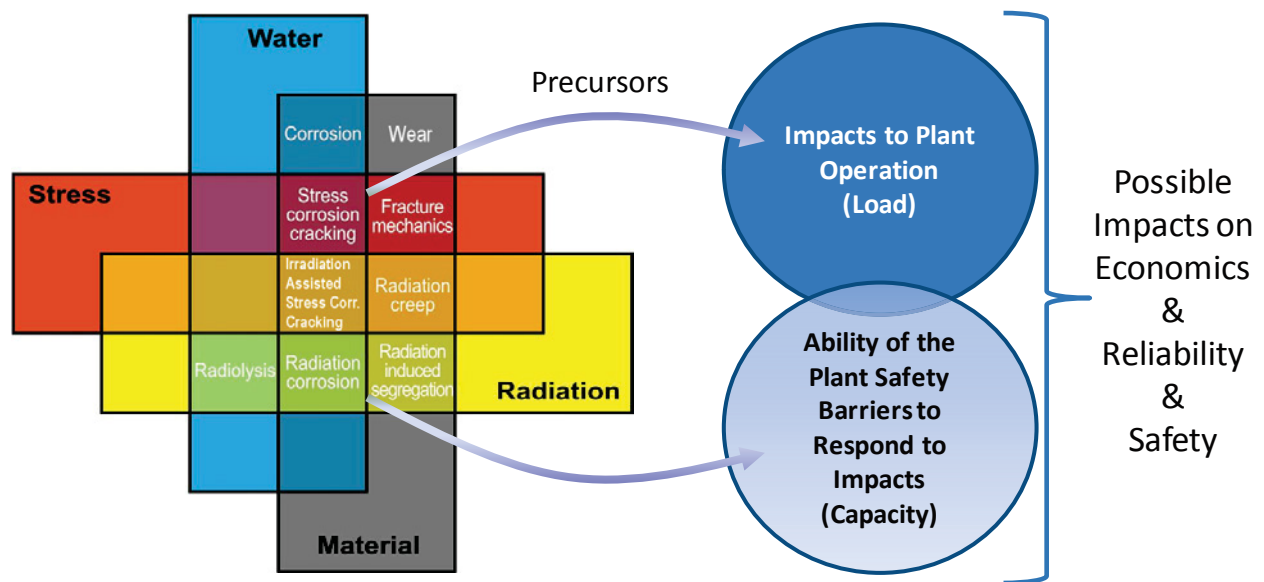 Water
Corrosion
Wear
Stress
Stress
corrosion
cracking
Fracture
mechanics
Irradiation
Assisted
Stress Corr.
Cracking
Radiation
creep
Radiolysis
Radiation
corrosion
Radiation
induced
segregation
Radiation
Material
Precursors
Impacts to Plant
Operation
(Load)
Ability of the
Plant Safety
Barriers to
Respond to
Impacts
(Capacity)
Possible
Impacts on
Economics
&
Reliability
&
Safety